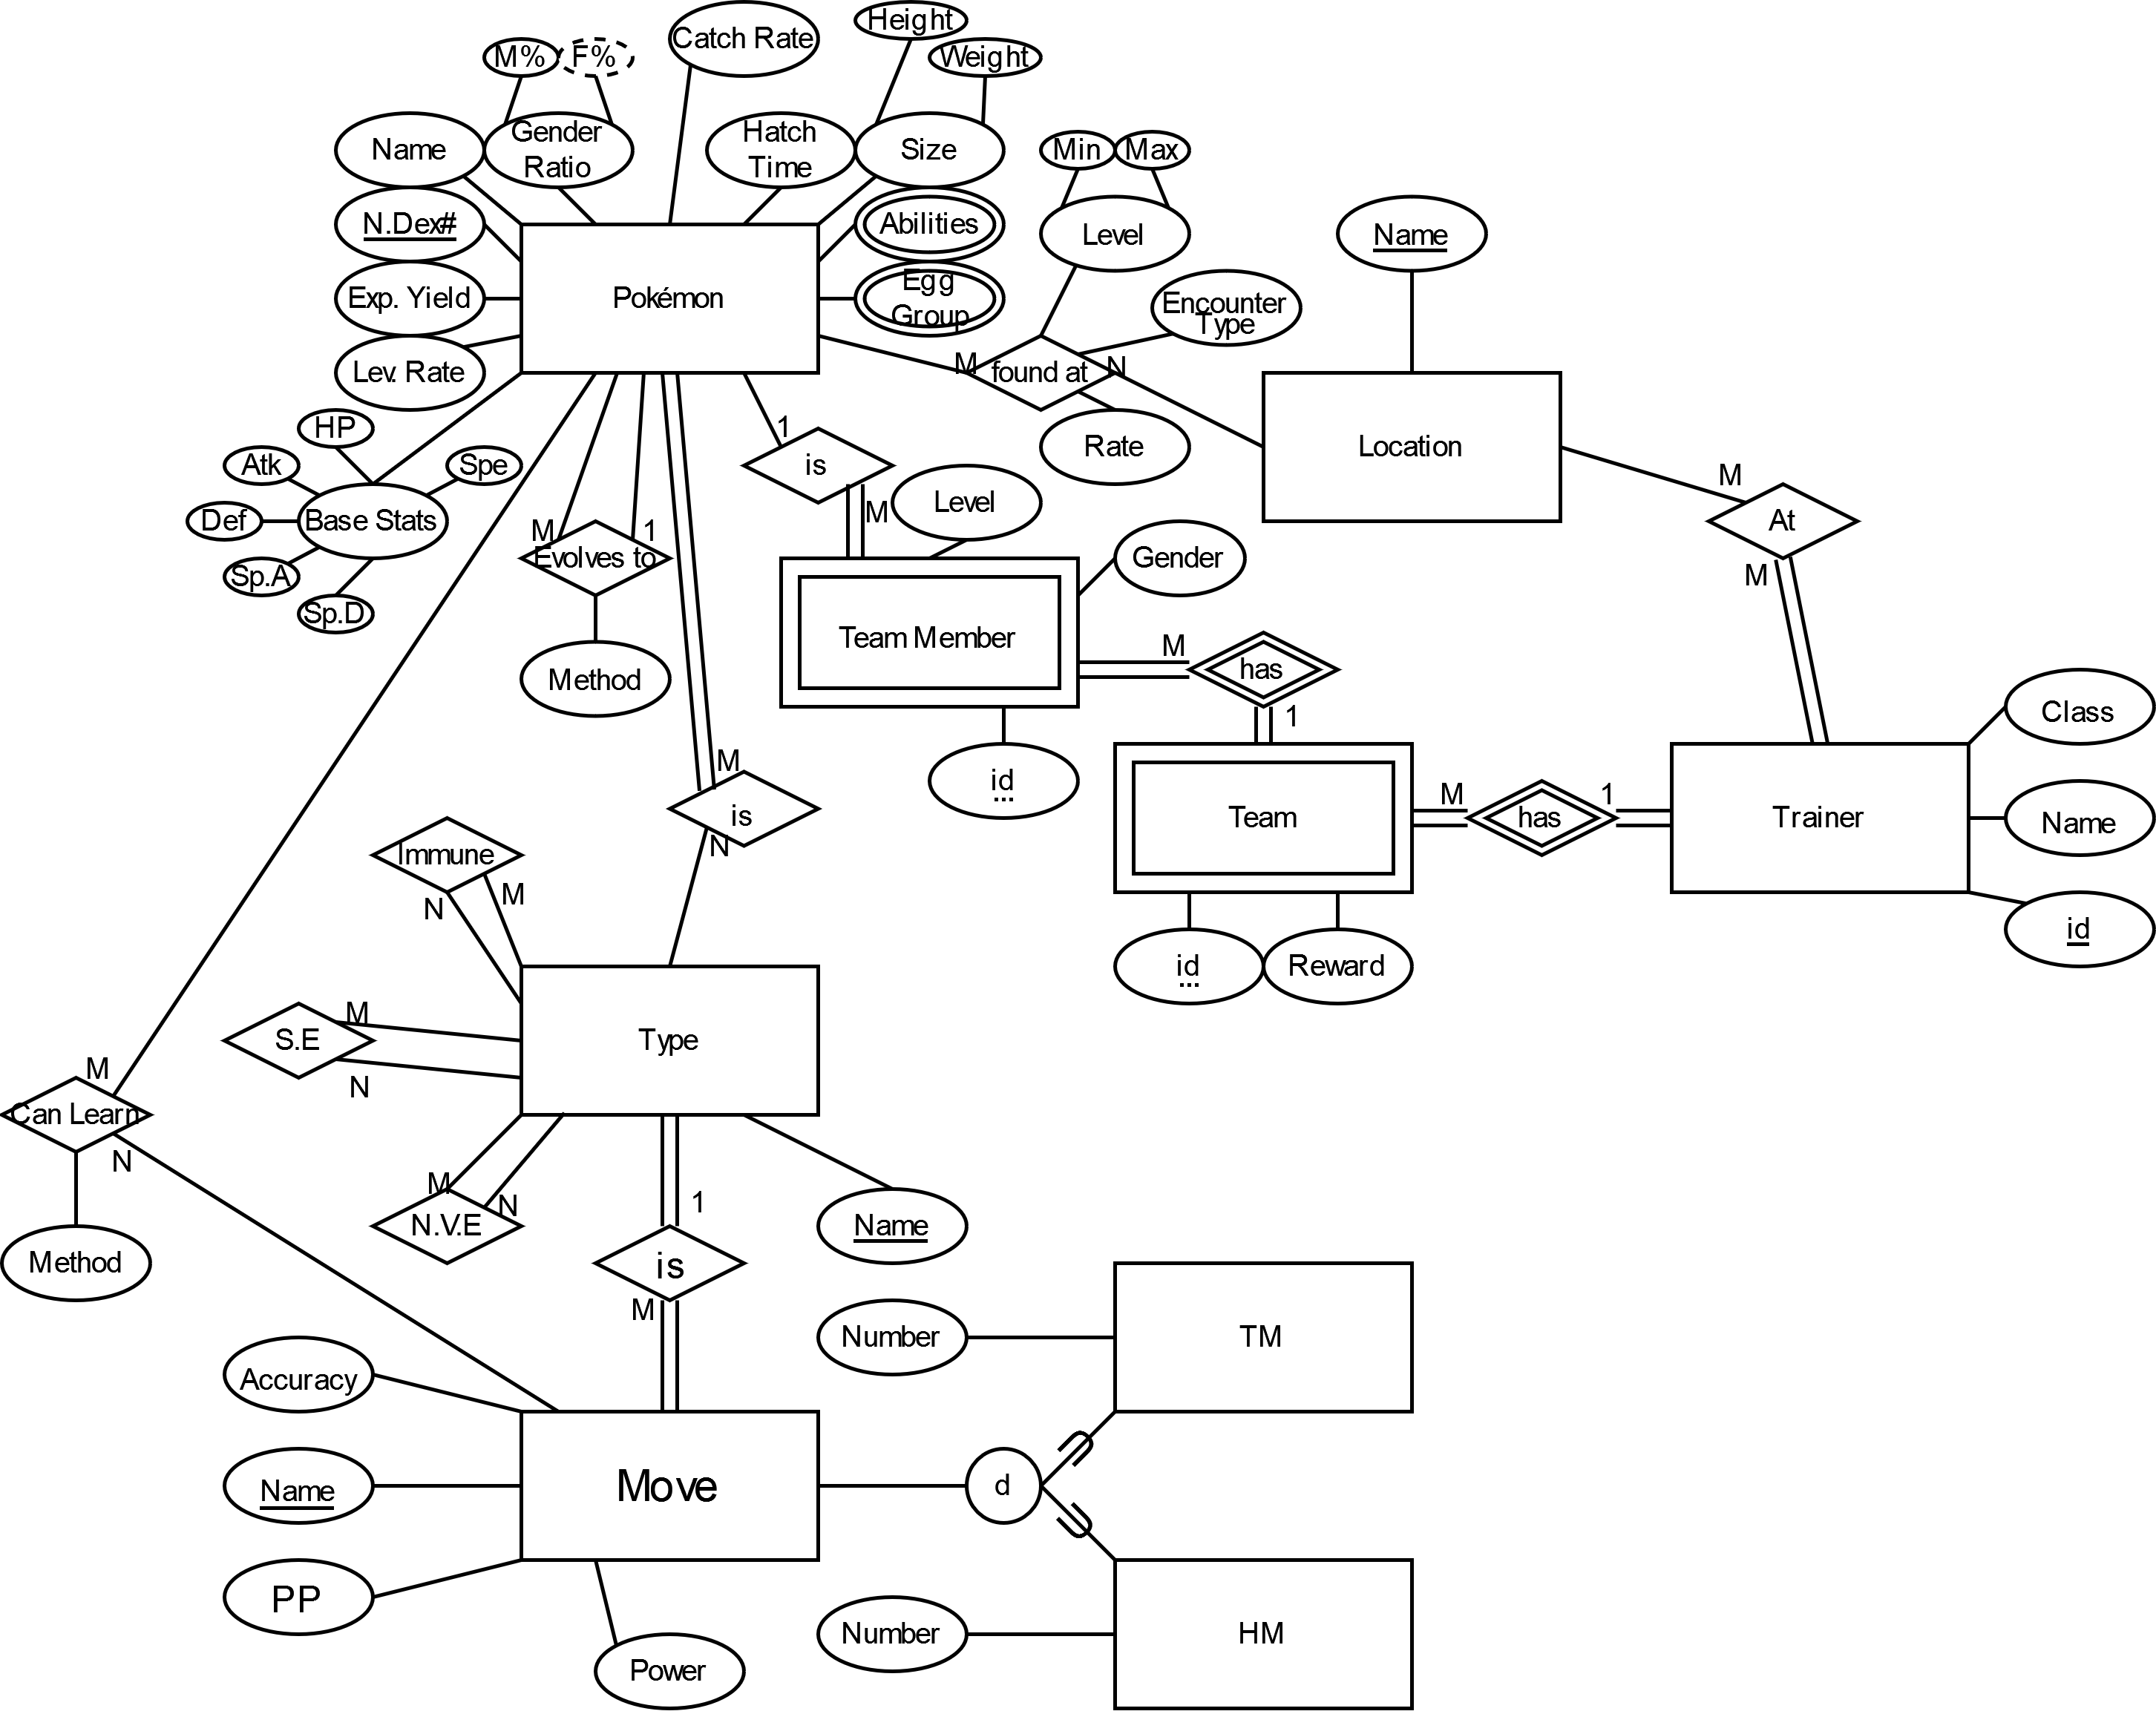 Height
Catch Rate
M%
F%
Weight
Name
Gender
Ratio
Hatch
Time
Size
Min
Max
N.Dex#
Abilities
Level
Name
Exp. Yield
Pokémon
Egg
Group
Encounter
Type
Lev. Rate
M
found at
N
HP
1
Rate
Location
Atk
Spe
is
M
Level
M
Def
Base Stats
At
M
1
Evolves to
Gender
M
Sp.A
Sp.D
Team Member
M
has
Method
1
Class
M
id
M
1
is
Team
has
Trainer
Name
N
Immune
M
N
id
id
Reward
M
S.E
Type
N
M
Can Learn
N
M
N
1
N.V.E
Name
Method
is
M
Number
TM
Accuracy
Name
Move
d
PP
Number
HM
Power